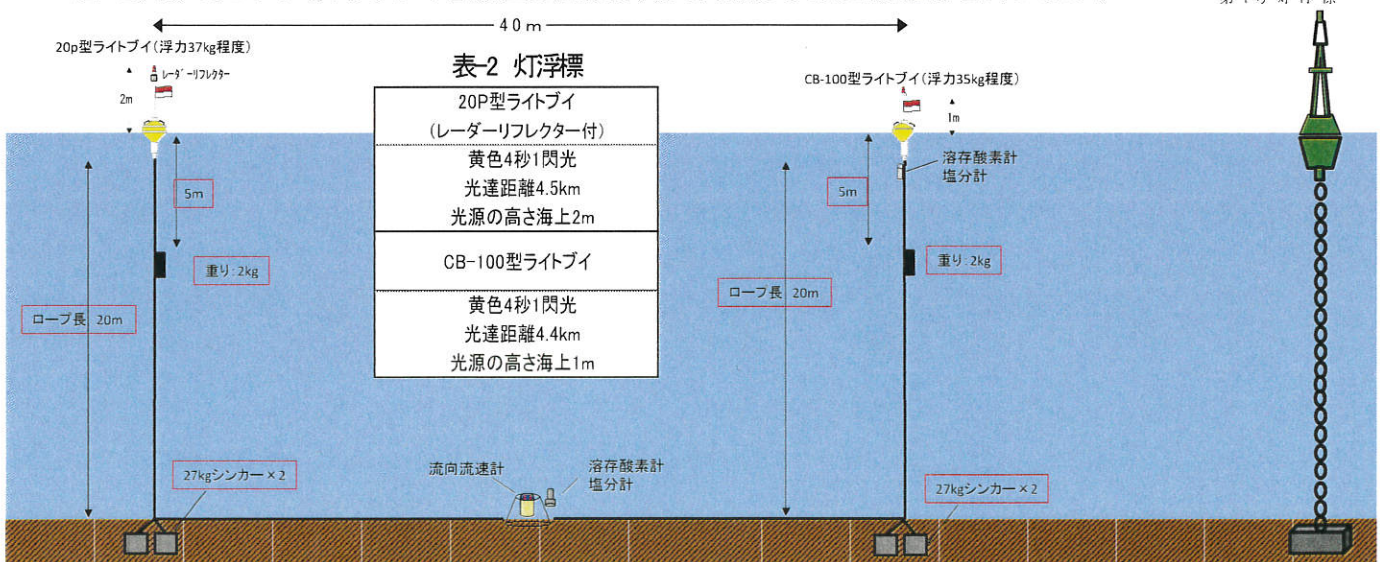 40m
20p型ライトブイ(浮力37kg程度)
レーダーリフレクター
2m
表-2 灯浮標
20P型ライトブイ
(レーダーリフレクター付)
黄色4秒1閃光
光達距離4.5km
光源の高さ海上2m
CB-100型ライトブイ
黄色4秒1閃光
光達距離4.4km
光源の高さ海上1m
CB-100型ライトブイ(浮力35kg程度)
1m
溶存酸素計
塩分計
5m
5m
重り:2kg
重り:2kg
ロープ長 20m
ロープ長 20m
27kgシンカー×2
流向流速計
溶存酸素計
塩分計
27kgシンカー×2